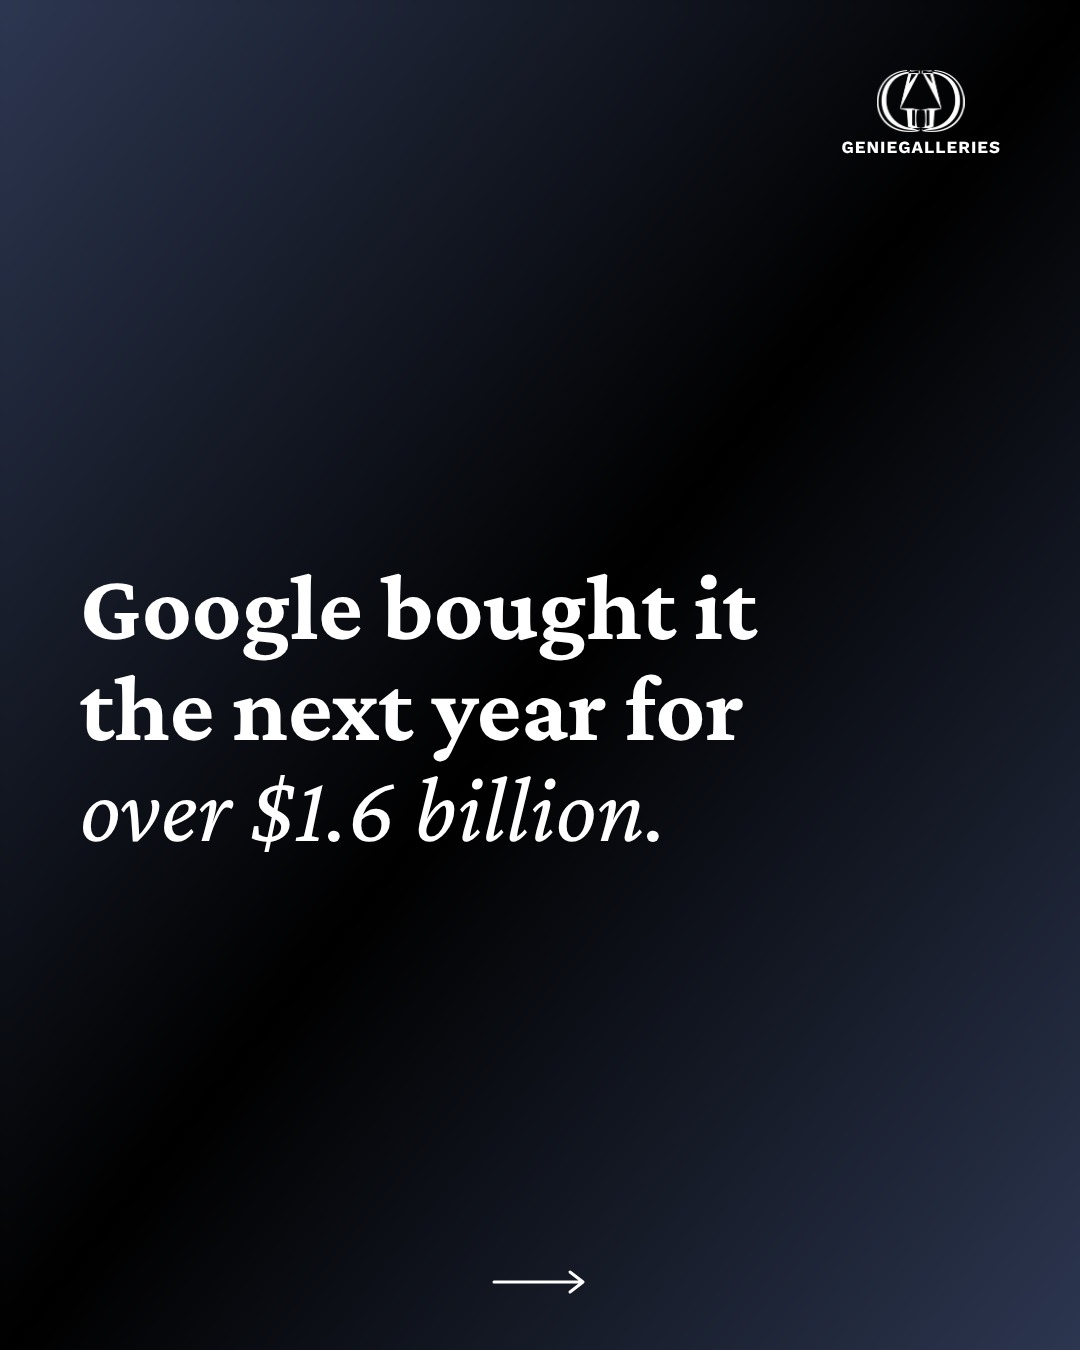 GENIEGALLERIES
Google bought it
the next year for
over $1.6 billion.